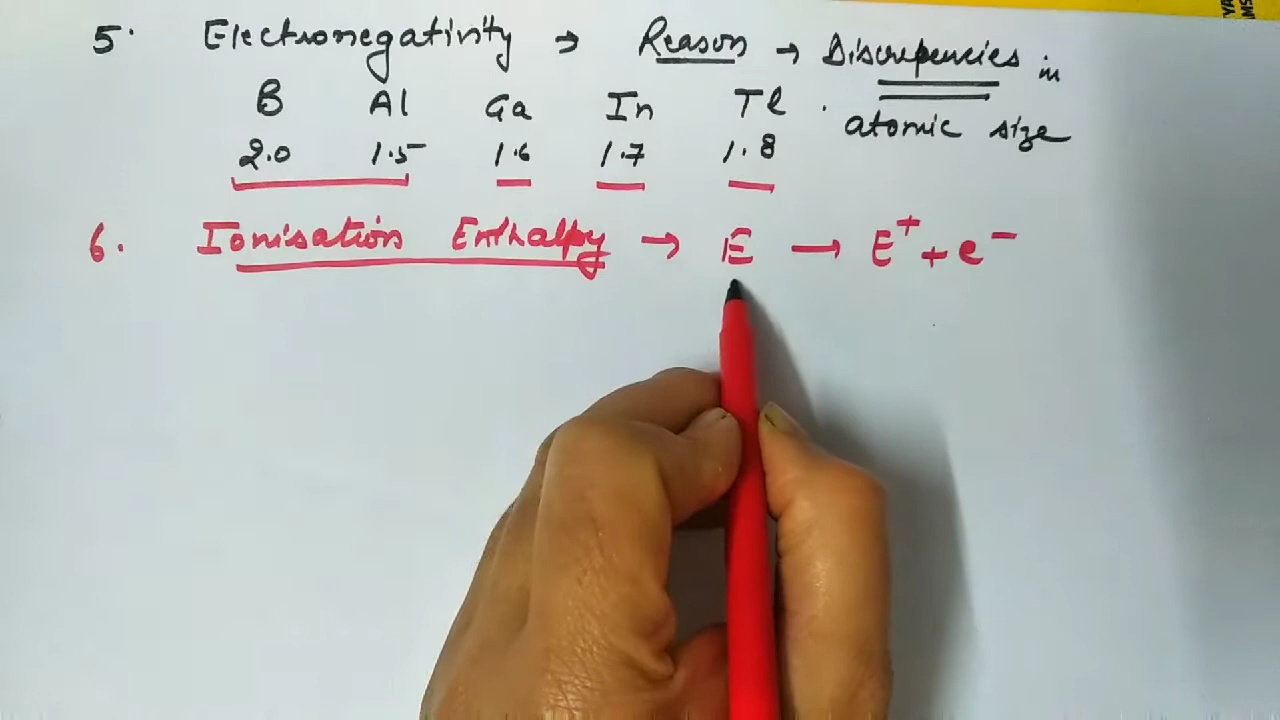 5. Electronegativity → Reason → Discrepencies in
atomic size
B Al Ga In Tl .
2.0 1.5 1.6 1.7 1.8
6. Ionisation Enthalpy → E → E⁺ + e⁻